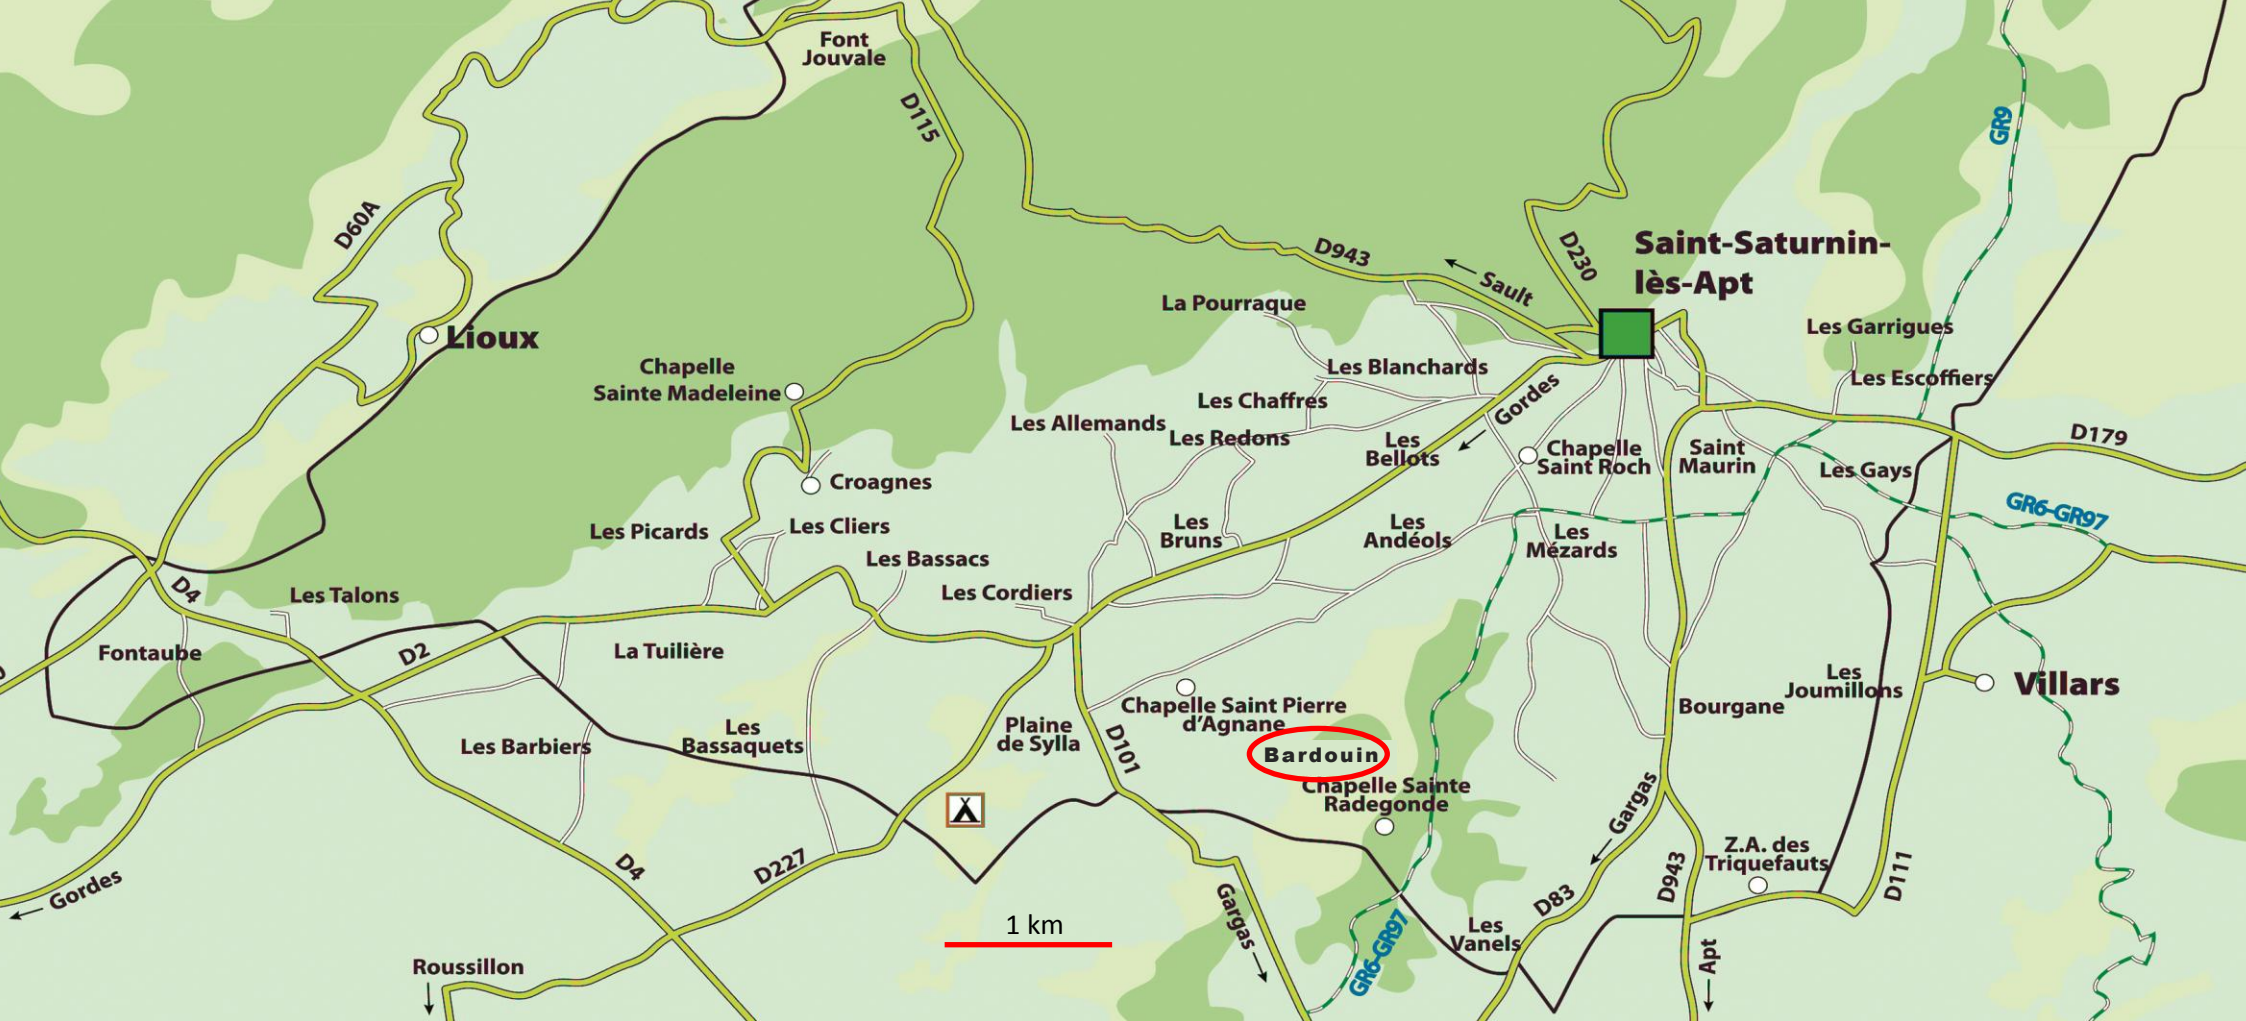 Font
Jouvale
D115
GR9
D60A
D943
Sault
D230
Saint-Saturnin-
lès-Apt
La Pourraque
Les Garrigues
Lioux
Chapelle
Sainte Madeleine
Les Blanchards
Les Escoffiers
Les Chaffres
Gordes
Les Allemands
Les Redons
Les
Bellots
Chapelle
Saint Roch
Saint
Maurin
D179
Les Gays
Croagnes
GR6-GR97
Les Picards
Les Cliers
Les
Bruns
Les
Andéols
Les
Mézards
Les Bassacs
D4
Les Talons
Les Cordiers
Fontaube
D2
La Tuilière
Les
Joumillons
Villars
Chapelle Saint Pierre
d'Agnane
Bourgane
Les Barbiers
Les
Bassaquets
Plaine
de Sylla
D101
Bardouin
Chapelle Sainte
Radegonde
Gargas
Z.A. des
Triquefauts
D4
D227
D943
D111
Gordes
D83
Gargas
1 km
GR6-GR97
Les
Vanels
Apt
Roussillon